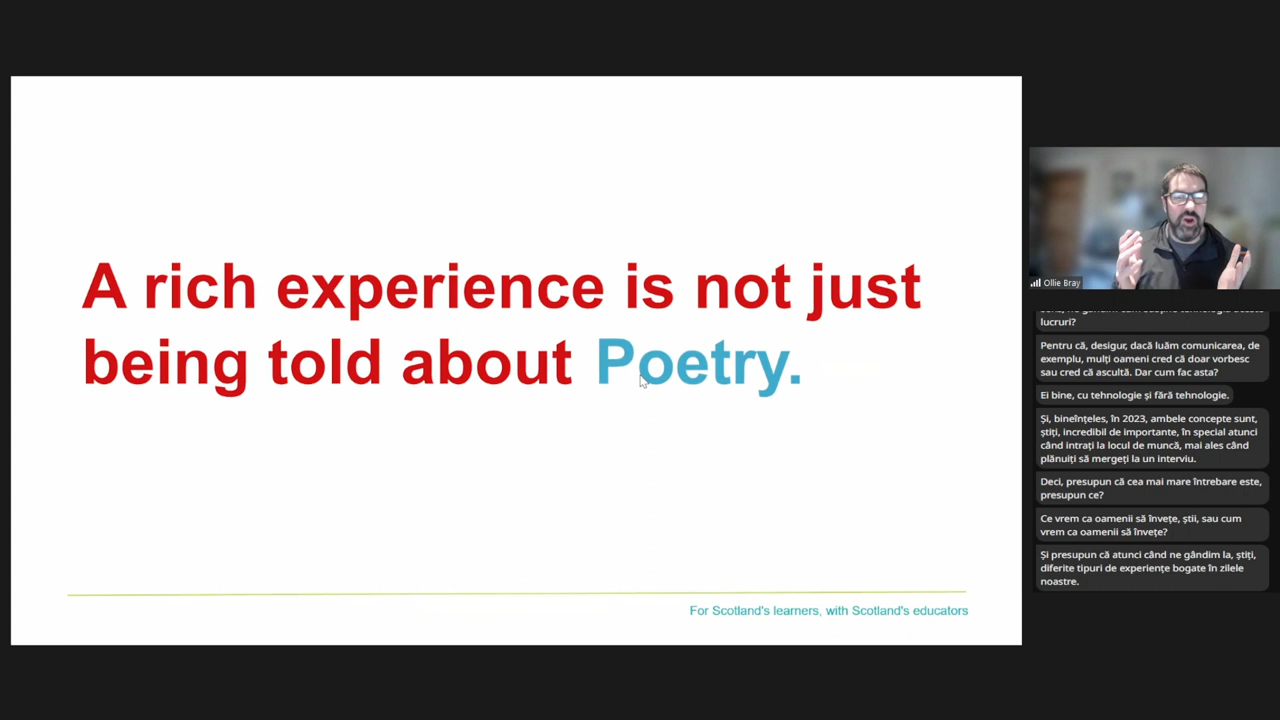 A rich experience is not just
being told about Poetry.
For Scotland's learners, with Scotland's educators
Ollie Bray
lucruri?
Pentru că, desigur, dacă luăm comunicarea, de
exemplu, mulți oameni cred că doar vorbesc
sau cred că ascultă. Dar cum fac asta?
Ei bine, cu tehnologie și fără tehnologie.
Și, bineînțeles, în 2023, ambele concepte sunt,
știți, incredibil de importante, în special atunci
când intrați la locul de muncă, mai ales când
plănuiți să mergeți la un interviu.
Deci, presupun că cea mai mare întrebare este,
presupun ce?
Ce vrem ca oamenii să învețe, știi, sau cum
vrem ca oamenii să învețe?
Și presupun că atunci când ne gândim la, știți,
diferite tipuri de experiențe bogate în zilele
noastre.